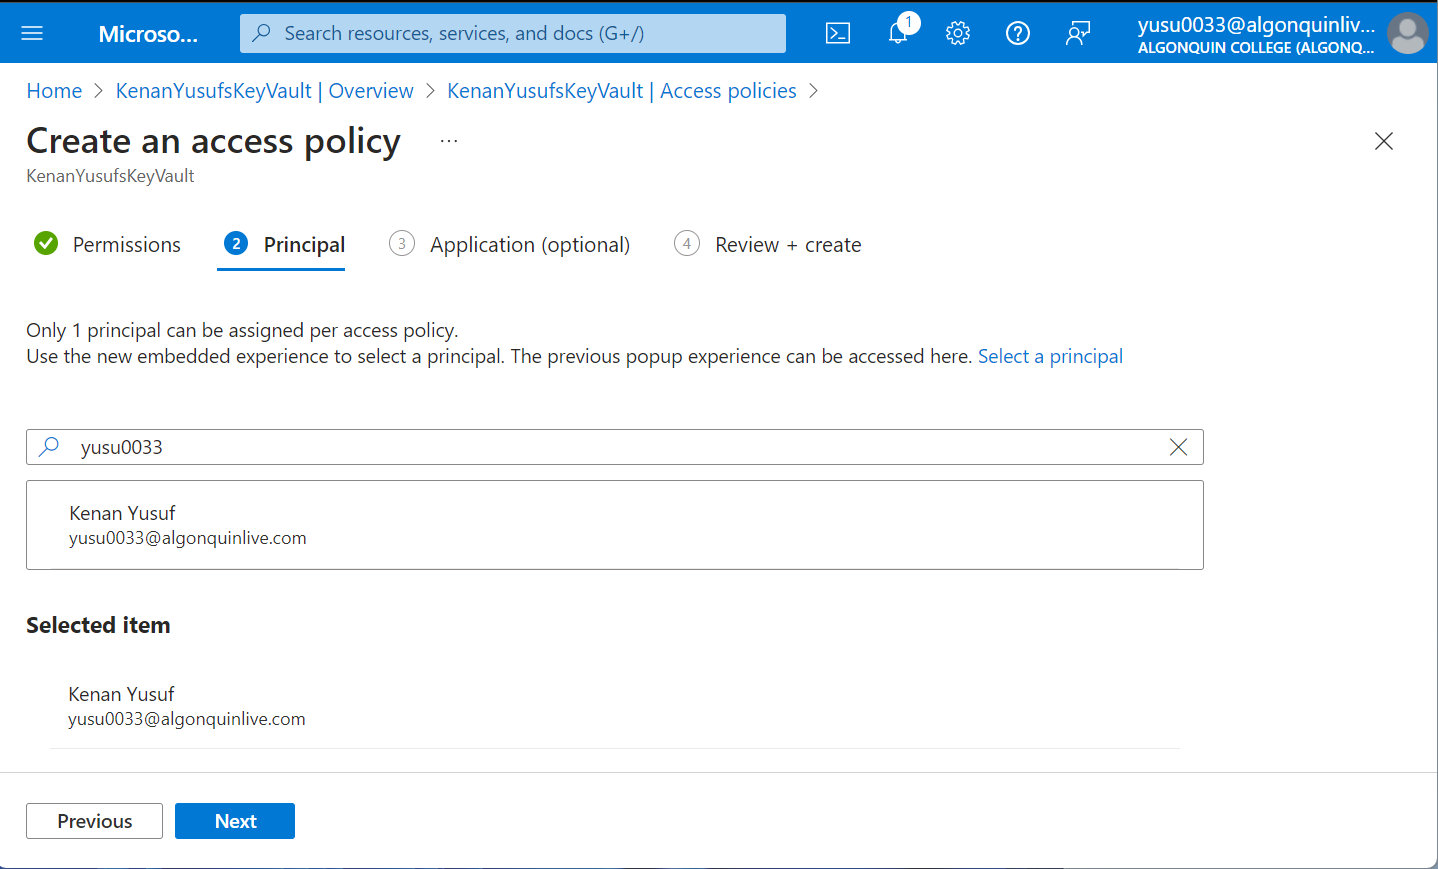 Microso...
Search resources, services, and docs (G+/)
1
yusu0033@algonquinliv...
ALGONQUIN COLLEGE (ALGONQ...
Home > KenanYusufsKeyVault | Overview > KenanYusufsKeyVault | Access policies >
Create an access policy ...
KenanYusufsKeyVault
Permissions
2 Principal
3 Application (optional)
4 Review + create
Only 1 principal can be assigned per access policy.
Use the new embedded experience to select a principal. The previous popup experience can be accessed here. Select a principal
yusu0033
Kenan Yusuf
yusu0033@algonquinlive.com
Selected item
Kenan Yusuf
yusu0033@algonquinlive.com
Previous
Next